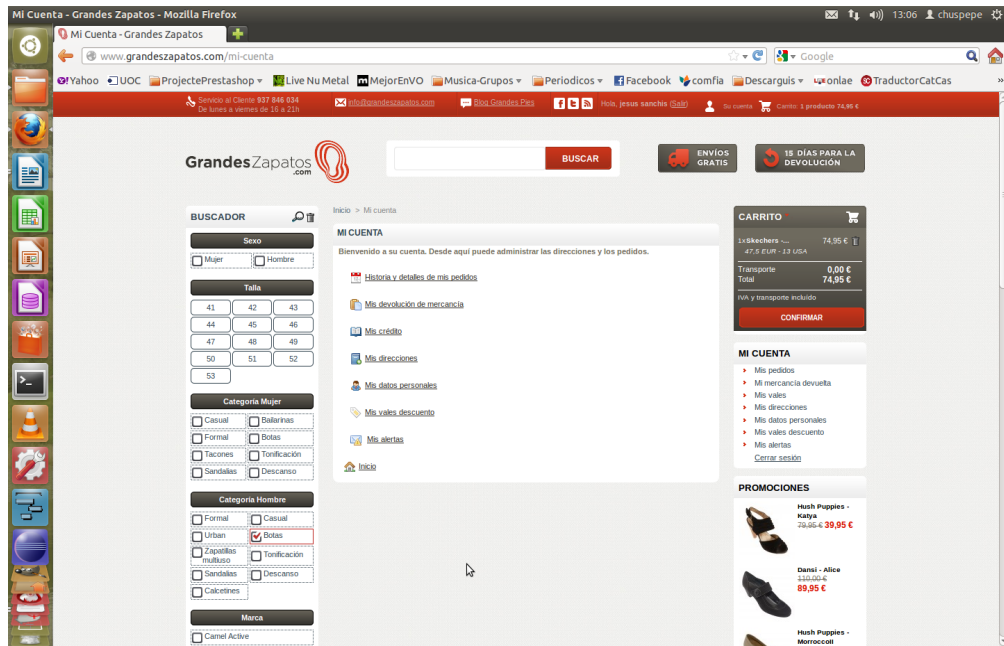 Mi Cuenta - Grandes Zapatos - Mozilla Firefox
13:06 chuspepe
Mi Cuenta - Grandes Zapatos
www.grandeszapatos.com/mi-cuenta
Google
Yahoo UOC ProjectePrestashop Live Nu Metal MejorEnVO Musica-Grupos Periodicos Facebook comfia Descarguis onlae TraductorCatCas
Servicio al Cliente 937 846 034
De lunes a viernes de 16 a 21h
info@grandeszapatos.com
Blog Grandes Pies
Hola, jesus sanchis (Salir)
Su cuenta
Carrito: 1 producto 74,95 €
GrandesZapatos
.com
BUSCAR
ENVÍOS
GRATIS
15 DÍAS PARA LA
DEVOLUCIÓN
BUSCADOR
Sexo
Mujer Hombre
Talla
41 42 43
44 45 46
47 48 49
50 51 52
53
Categoría Mujer
Casual Bailarinas
Formal Botas
Tacones Tonificación
Sandalias Descanso
Categoría Hombre
Formal Casual
Urban Botas
Zapatillas
multiuso
Tonificación
Sandalias Descanso
Calcetines
Marca
Camel Active
Inicio > Mi cuenta
MI CUENTA
Bienvenido a su cuenta. Desde aquí puede administrar las direcciones y los pedidos.
Historia y detalles de mis pedidos
Mis devolución de mercancía
Mis crédito
Mis direcciones
Mis datos personales
Mis vales descuento
Mis alertas
Inicio
CARRITO
1x Skechers -... 74,95 €
47,5 EUR - 13 USA
Transporte 0,00 €
Total 74,95 €
IVA y transporte incluído
CONFIRMAR
MI CUENTA
Mis pedidos
Mi mercancía devuelta
Mis vales
Mis direcciones
Mis datos personales
Mis vales descuento
Mis alertas
Cerrar sesión
PROMOCIONES
Hush Puppies -
Katya
79,95 € 39,95 €
Dansi - Alice
119,00 €
89,95 €
Hush Puppies -
Morroccoll